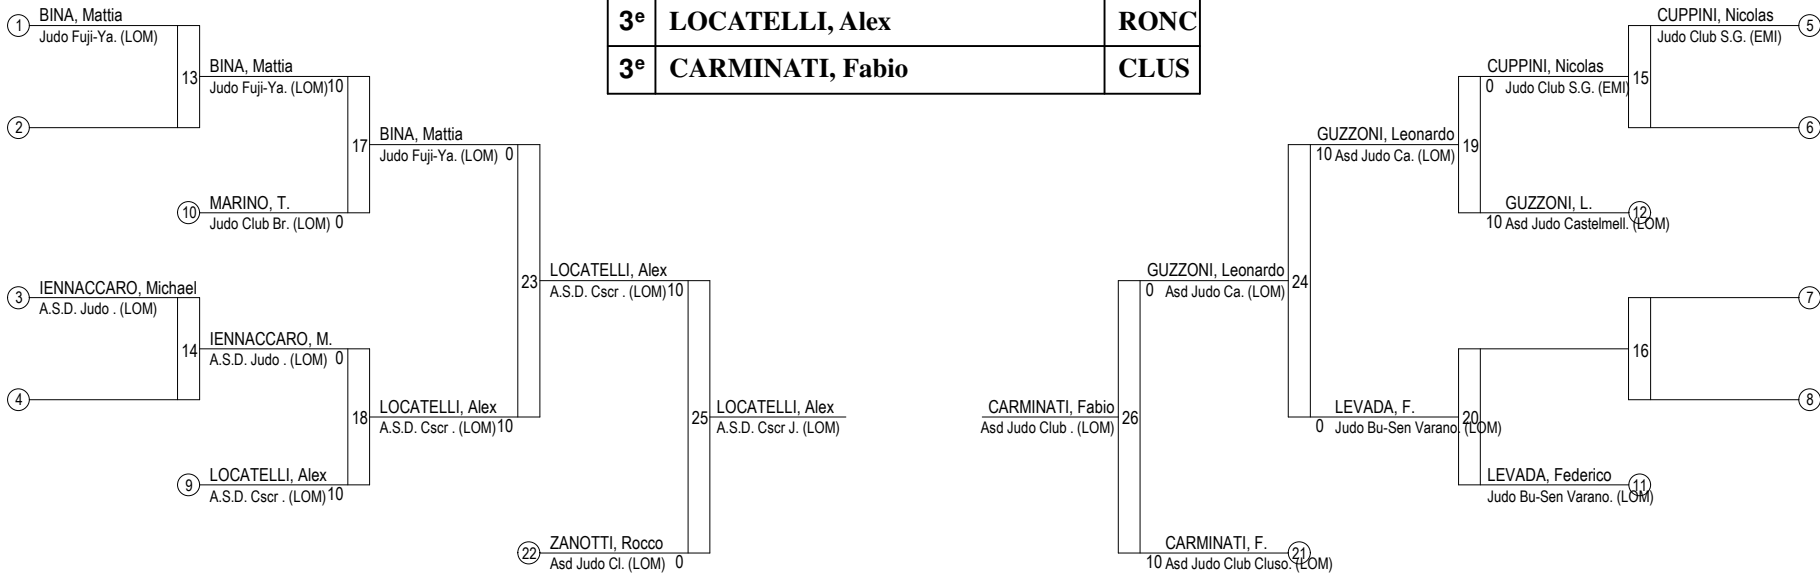 3e LOCATELLI, Alex RONC
3e CARMINATI, Fabio CLUS
1 BINA, Mattia
Judo Fuji-Ya. (LOM)
13 BINA, Mattia
Judo Fuji-Ya. (LOM) 10
2
17 BINA, Mattia
Judo Fuji-Ya. (LOM) 0
10 MARINO, T.
Judo Club Br. (LOM) 0
23 LOCATELLI, Alex
A.S.D. Cscr . (LOM) 10
3 IENNACCARO, Michael
A.S.D. Judo . (LOM)
14 IENNACCARO, M.
A.S.D. Judo . (LOM) 0
4
18 LOCATELLI, Alex
A.S.D. Cscr . (LOM) 10
9 LOCATELLI, Alex
A.S.D. Cscr . (LOM) 10
25 LOCATELLI, Alex
A.S.D. Cscr J. (LOM)
22 ZANOTTI, Rocco
Asd Judo Cl. (LOM) 0
CUPPINI, Nicolas 5
Judo Club S.G. (EMI)
CUPPINI, Nicolas 15
0 Judo Club S.G. (EMI)
6
GUZZONI, Leonardo 19
10 Asd Judo Ca. (LOM)
GUZZONI, L. 12
10 Asd Judo Castelmell. (LOM)
GUZZONI, Leonardo 24
0 Asd Judo Ca. (LOM)
7
16
8
LEVADA, F. 20
0 Judo Bu-Sen Varano. (LOM)
LEVADA, Federico 11
Judo Bu-Sen Varano. (LOM)
CARMINATI, Fabio 26
Asd Judo Club . (LOM)
CARMINATI, F. 21
10 Asd Judo Club Cluso. (LOM)